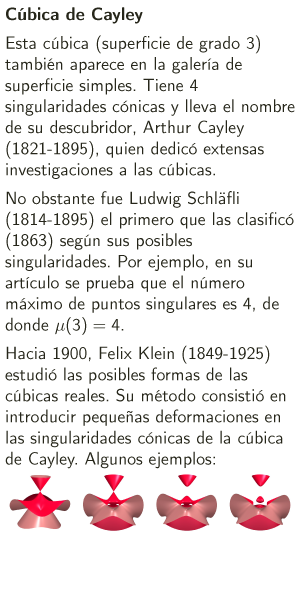 Cúbica de Cayley
Esta cúbica (superficie de grado 3)
también aparece en la galería de
superficie simples. Tiene 4
singularidades cónicas y lleva el nombre
de su descubridor, Arthur Cayley
(1821-1895), quien dedicó extensas
investigaciones a las cúbicas.
No obstante fue Ludwig Schläfli
(1814-1895) el primero que las clasificó
(1863) según sus posibles
singularidades. Por ejemplo, en su
artículo se prueba que el número
máximo de puntos singulares es 4, de
donde μ(3) = 4.
Hacia 1900, Felix Klein (1849-1925)
estudió las posibles formas de las
cúbicas reales. Su método consistió en
introducir pequeñas deformaciones en
las singularidades cónicas de la cúbica
de Cayley. Algunos ejemplos: